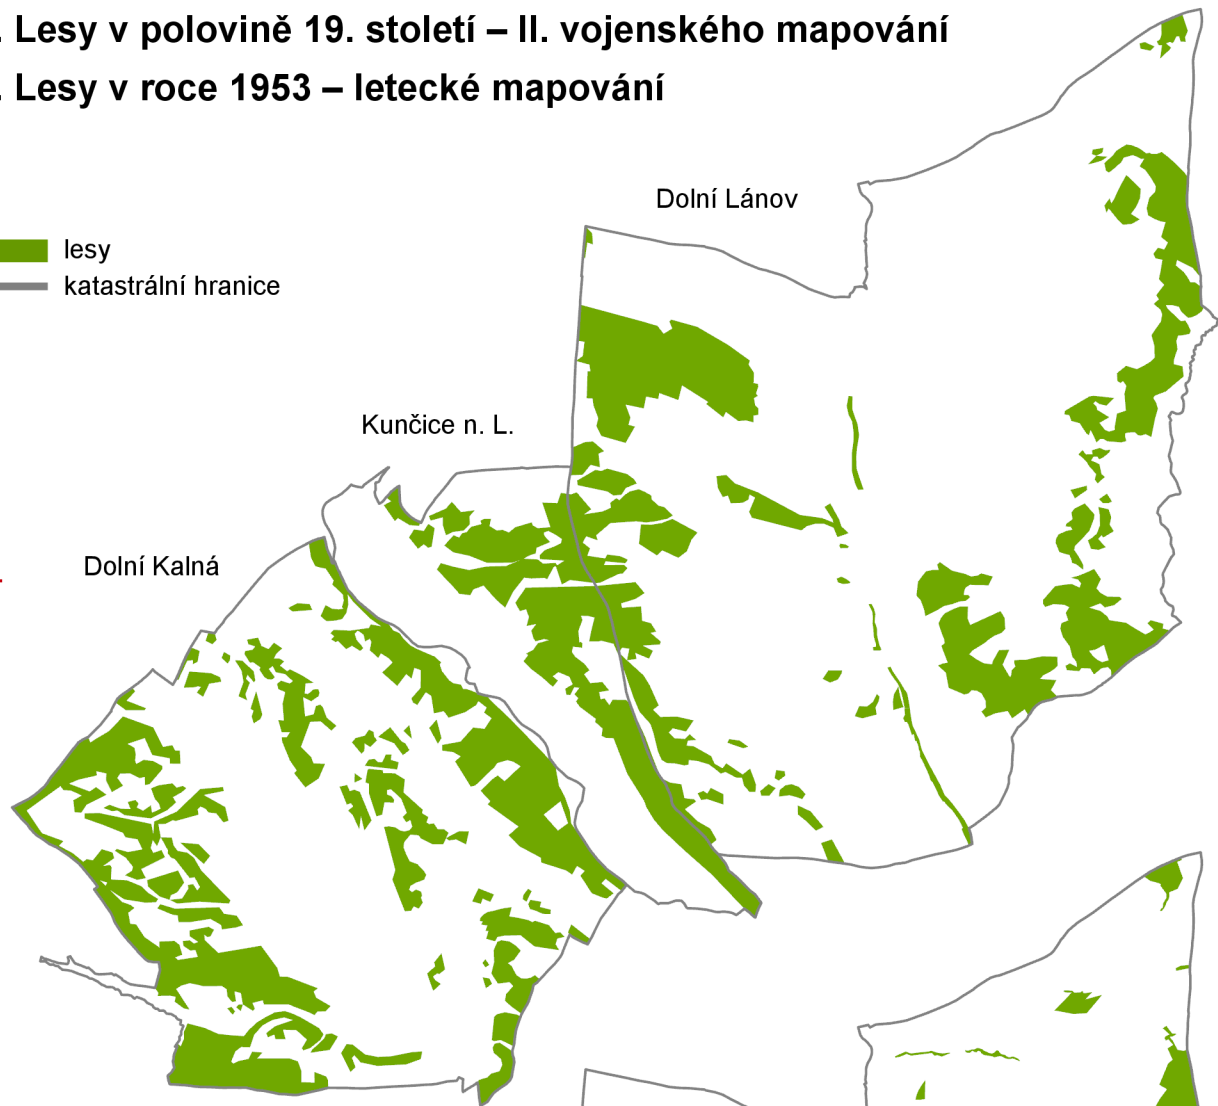 . Lesy v polovině 19. století – II. vojenského mapování
. Lesy v roce 1953 – letecké mapování
Dolní Lánov
lesy
katastrální hranice
Kunčice n. L.
Dolní Kalná